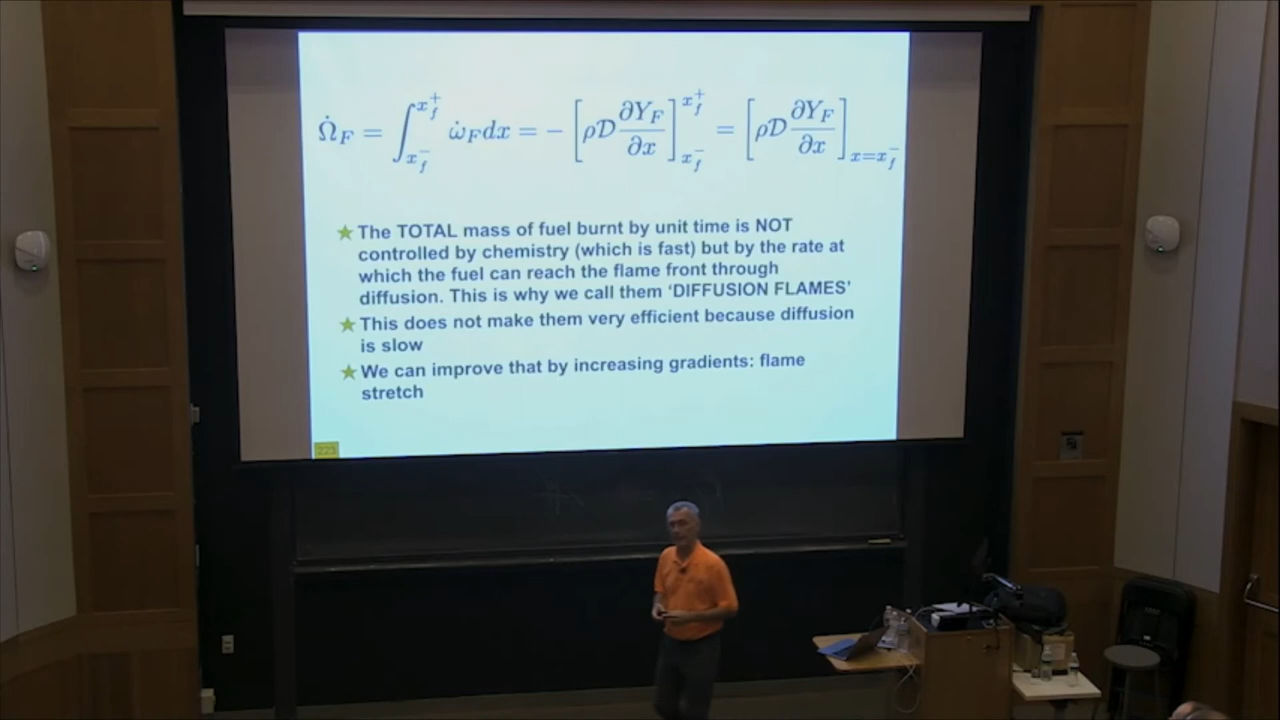 $\dot{\Omega}_F = \int_{x_f^-}^{x_f^+} \dot{\omega}_F dx = - \left[ \rho \mathcal{D} \frac{\partial Y_F}{\partial x} \right]_{x_f^-}^{x_f^+} = \left[ \rho \mathcal{D} \frac{\partial Y_F}{\partial x} \right]_{x=x_f^-}$
The TOTAL mass of fuel burnt by unit time is NOT
controlled by chemistry (which is fast) but by the rate at
which the fuel can reach the flame front through
diffusion. This is why we call them ‘DIFFUSION FLAMES’
This does not make them very efficient because diffusion
is slow
We can improve that by increasing gradients: flame
stretch
223